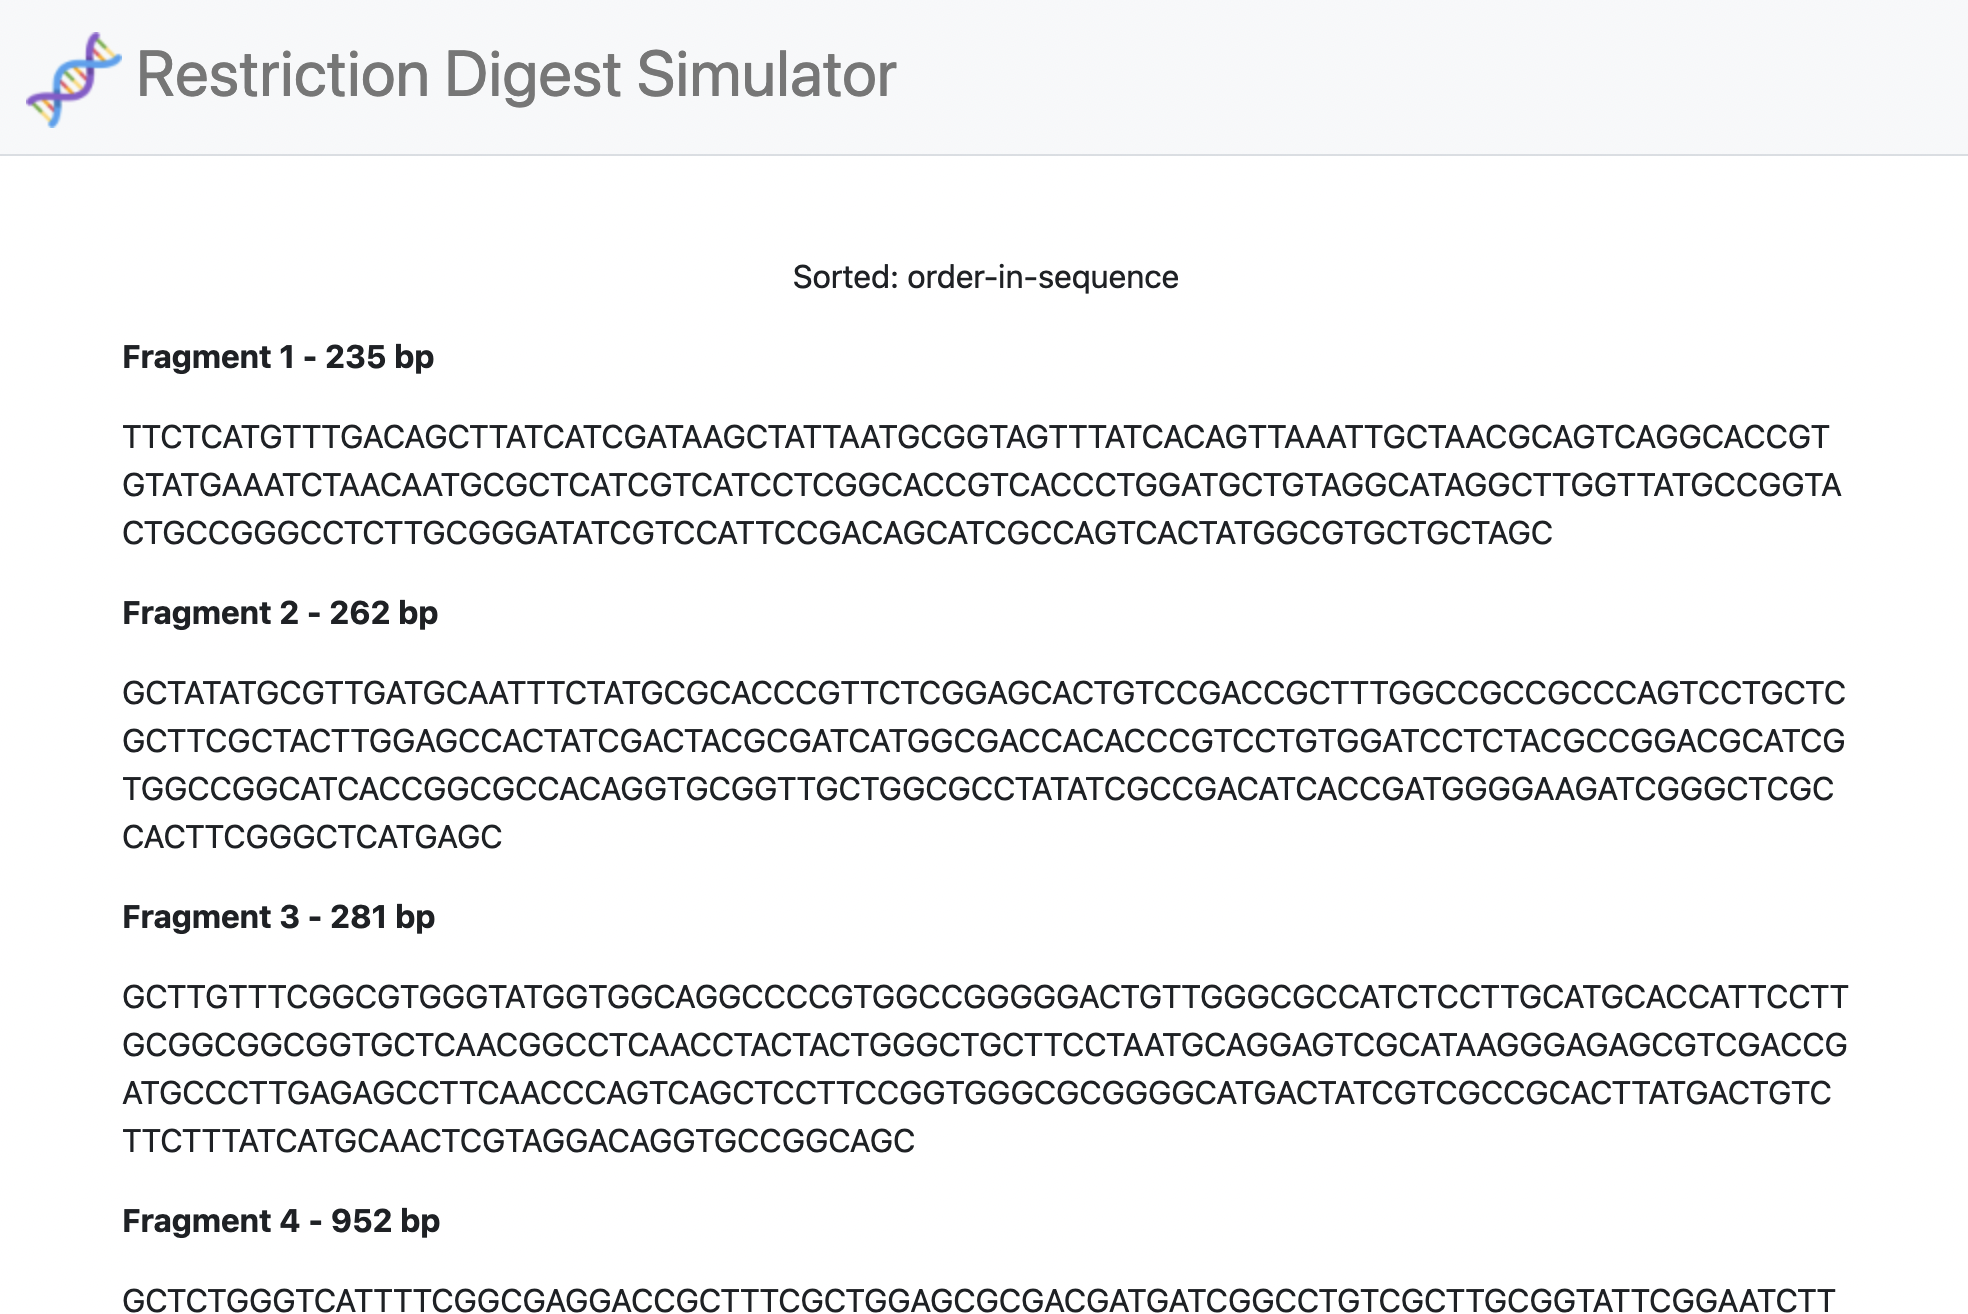 Restriction Digest Simulator
Sorted: order-in-sequence
Fragment 1 - 235 bp
TTCTCATGTTTGACAGCTTATCATCGATAAGCTATTAATGCGGTAGTTTATCACAGTTAAATTGCTAACGCAGTCAGGCACCGT
GTATGAAATCTAACAATGCGCTCATCGTCATCCTCGGCACCGTCACCCTGGATGCTGTAGGCATAGGCTTGGTTATGCCGGTA
CTGCCGGGCCTCTTGCGGGATATCGTCCATTCCGACAGCATCGCCAGTCACTATGGCGTGCTGCTAGC
Fragment 2 - 262 bp
GCTATATGCGTTGATGCAATTTCTATGCGCACCCGTTCTCGGAGCACTGTCCGACCGCTTTGGCCGCCGCCCAGTCCTGCTC
GCTTCGCTACTTGGAGCCACTATCGACTACGCGATCATGGCGACCACACCCGTCCTGTGGATCCTCTACGCCGGACGCATCG
TGGCCGGCATCACCGGCGCCACAGGTGCGGTTGCTGGCGCCTATATCGCCGACATCACCGATGGGGAAGATCGGGCTCGC
CACTTCGGGCTCATGAGC
Fragment 3 - 281 bp
GCTTGTTTCGGCGTGGGTATGGTGGCAGGCCCCGTGGCCGGGGGACTGTTGGGCGCCATCTCCTTGCATGCACCATTCCTT
GCGGCGGCGGTGCTCAACGGCCTCAACCTACTACTGGGCTGCTTCCTAATGCAGGAGTCGCATAAGGGAGAGCGTCGACCG
ATGCCCTTGAGAGCCTTCAACCCAGTCAGCTCCTTCCGGTGGGCGCGGGGCATGACTATCGTCGCCGCACTTATGACTGTC
TTCTTTATCATGCAACTCGTAGGACAGGTGCCGGCAGC
Fragment 4 - 952 bp
GCTCTGGGTCATTTTCGGCGAGGACCGCTTTCGCTGGAGCGCGACGATGATCGGCCTGTCGCTTGCGGTATTCGGAATCTT